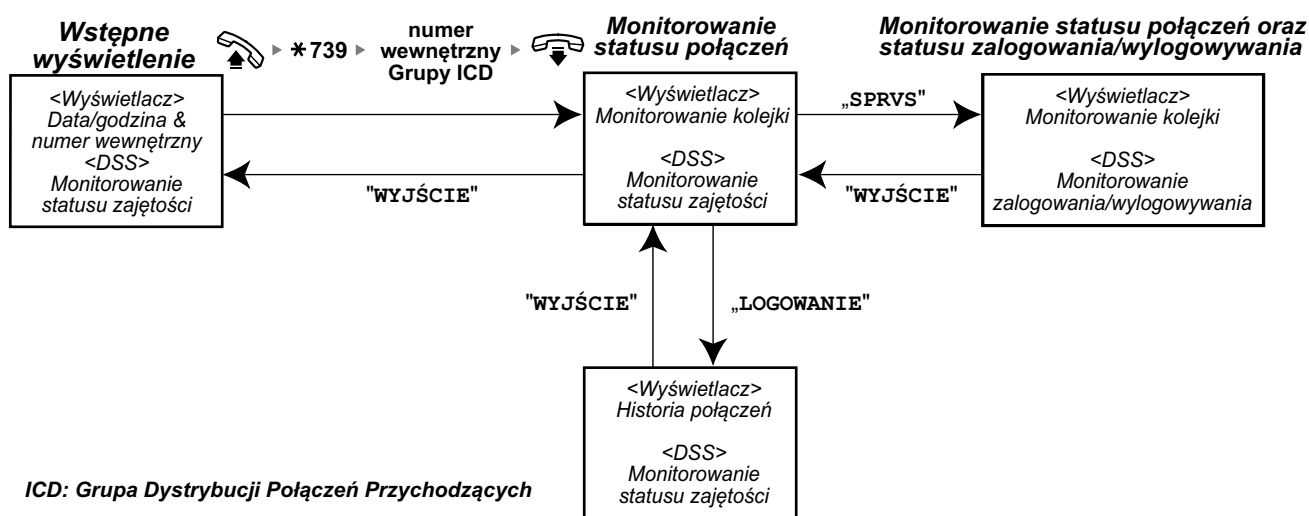 Wstępne
wyświetlenie
✱739
numer
wewnętrzny
Grupy ICD
Monitorowanie
statusu połączeń
Monitorowanie statusu połączeń oraz
statusu zalogowania/wylogowywania
<Wyświetlacz>
Data/godzina &
numer wewnętrzny
<DSS>
Monitorowanie
statusu zajętości
"WYJŚCIE"
<Wyświetlacz>
Monitorowanie kolejki
<DSS>
Monitorowanie
statusu zajętości
„SPRVS"
"WYJŚCIE"
<Wyświetlacz>
Monitorowanie kolejki
<DSS>
Monitorowanie
zalogowania/wylogowywania
"WYJŚCIE"
„LOGOWANIE"
<Wyświetlacz>
Historia połączeń
<DSS>
Monitorowanie
statusu zajętości
ICD: Grupa Dystrybucji Połączeń Przychodzących